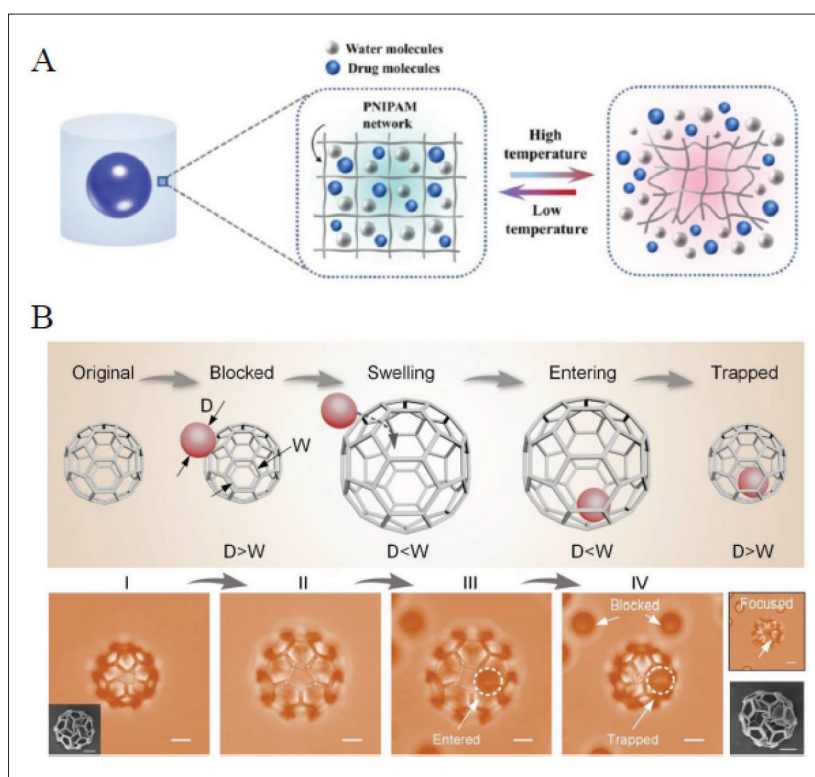 A
Water molecules
Drug molecules
PNIPAM
network
High
temperature
Low
temperature
B
Original
Blocked
Swelling
Entering
Trapped
D
W
D>W
D<W
D<W
D>W
I
II
III
IV
Blocked
Focused
Entered
Trapped